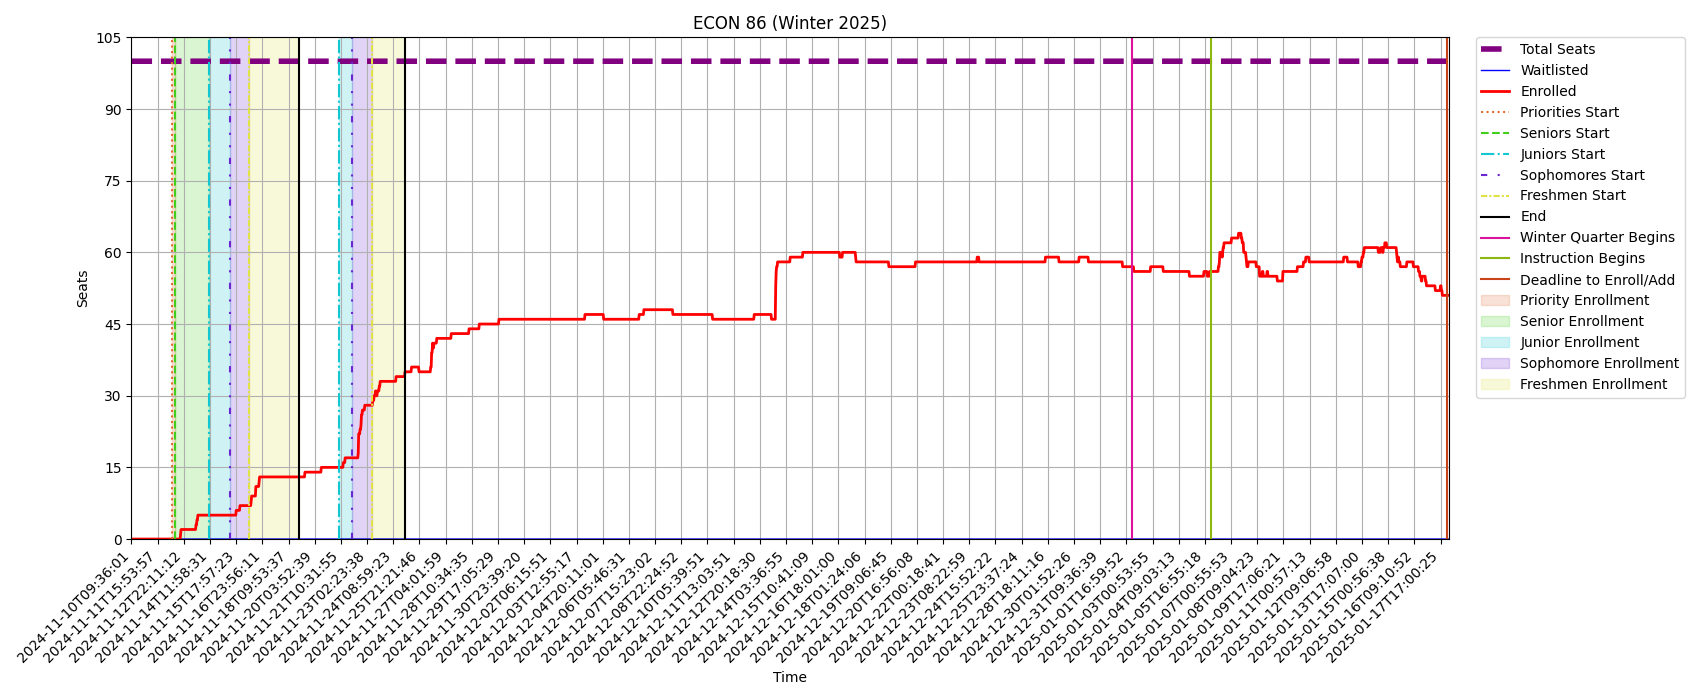 ECON 86 (Winter 2025)
105
90
75
60
45
30
15
0
Seats
2024-11-10T09:36:01
2024-11-11T15:53:57
2024-11-12T22:11:12
2024-11-14T11:58:31
2024-11-15T17:57:23
2024-11-16T23:56:11
2024-11-18T09:53:37
2024-11-20T03:52:39
2024-11-21T10:31:55
2024-11-23T02:23:38
2024-11-24T08:59:23
2024-11-25T21:21:46
2024-11-27T04:01:59
2024-11-28T10:34:35
2024-11-29T17:05:29
2024-11-30T23:39:20
2024-12-02T06:15:51
2024-12-03T12:55:17
2024-12-04T20:11:01
2024-12-06T05:46:31
2024-12-07T15:23:02
2024-12-08T22:24:52
2024-12-10T05:39:51
2024-12-11T13:03:51
2024-12-12T20:18:30
2024-12-14T03:36:55
2024-12-15T10:41:09
2024-12-16T18:01:00
2024-12-18T01:24:06
2024-12-19T09:06:45
2024-12-20T16:56:08
2024-12-22T00:18:41
2024-12-23T08:22:59
2024-12-24T15:52:22
2024-12-25T23:37:24
2024-12-28T18:11:16
2024-12-30T01:52:26
2024-12-31T09:36:39
2025-01-01T16:59:52
2025-01-03T00:53:55
2025-01-04T09:03:13
2025-01-05T16:55:18
2025-01-07T00:55:53
2025-01-08T09:04:23
2025-01-09T17:06:21
2025-01-11T00:57:13
2025-01-12T09:06:58
2025-01-13T17:07:00
2025-01-15T00:56:38
2025-01-16T09:10:52
2025-01-17T17:00:25
Time
Total Seats
Waitlisted
Enrolled
Priorities Start
Seniors Start
Juniors Start
Sophomores Start
Freshmen Start
End
Winter Quarter Begins
Instruction Begins
Deadline to Enroll/Add
Priority Enrollment
Senior Enrollment
Junior Enrollment
Sophomore Enrollment
Freshmen Enrollment